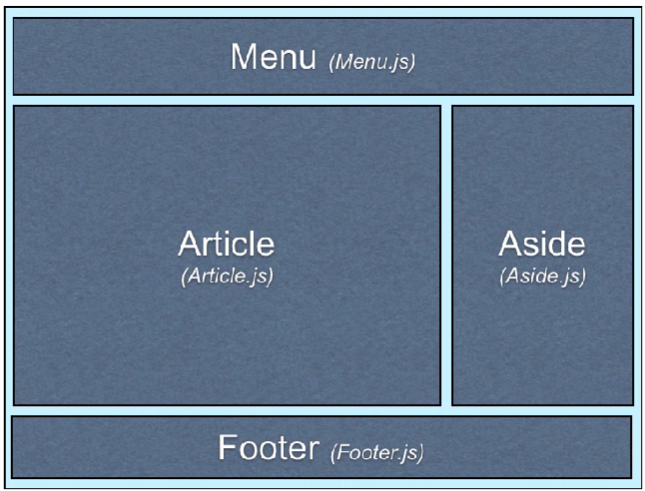 Menu (Menu.js)
Article
(Article.js)
Aside
(Aside.js)
Footer (Footer.js)